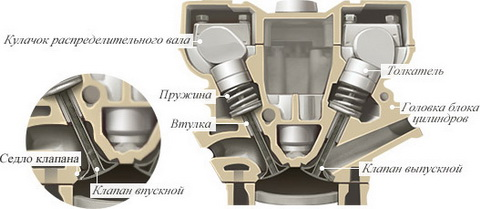 Кулачок распределительного вала
Толкатель
Пружина
Головка блока
цилиндров
Втулка
Седло клапана
Клапан выпускной
Клапан впускной